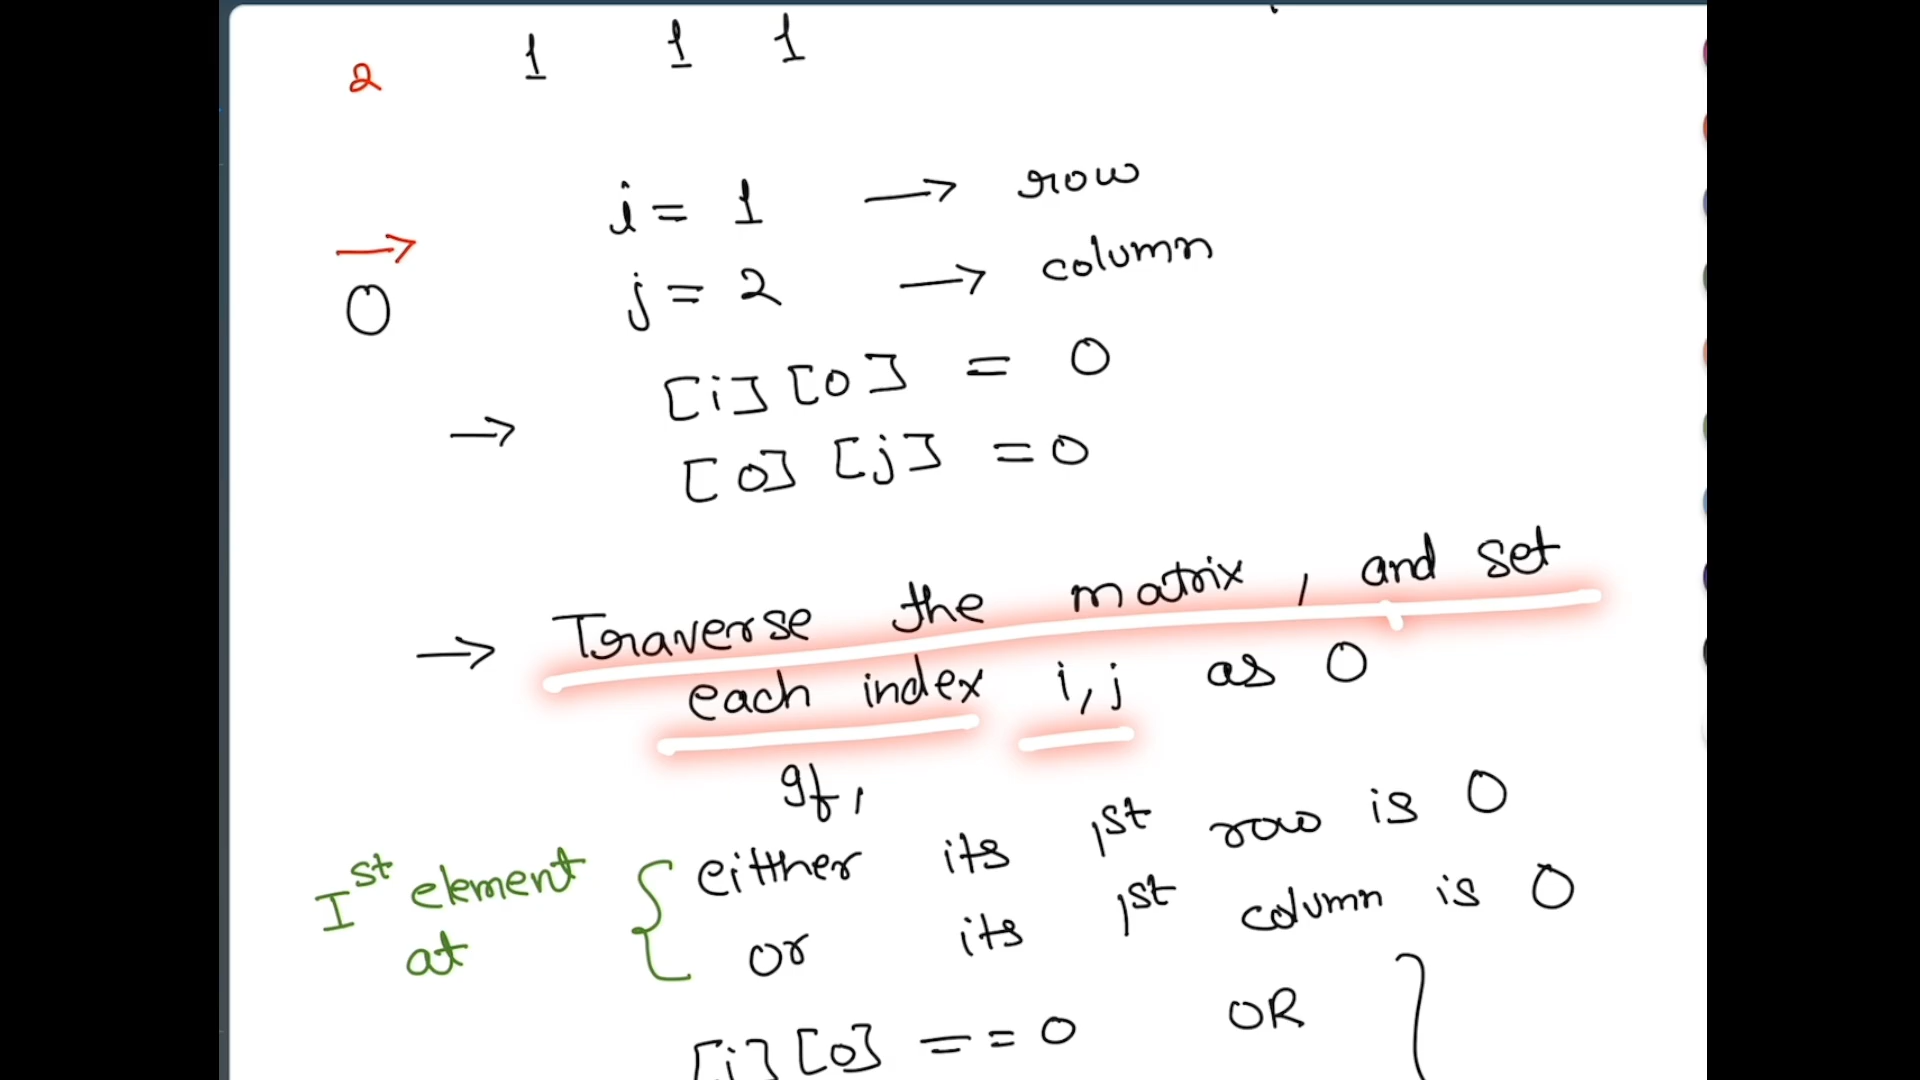 2 1 1 1
i = 1 → row
→
0 j = 2 → column
[i] [0] = 0
→
[0] [j] = 0
→ Traverse the matrix, and set
each index i, j as 0
If,
Ist element { eitther its 1st row is 0
at or its 1st column is 0
[i] [0] == 0 OR }